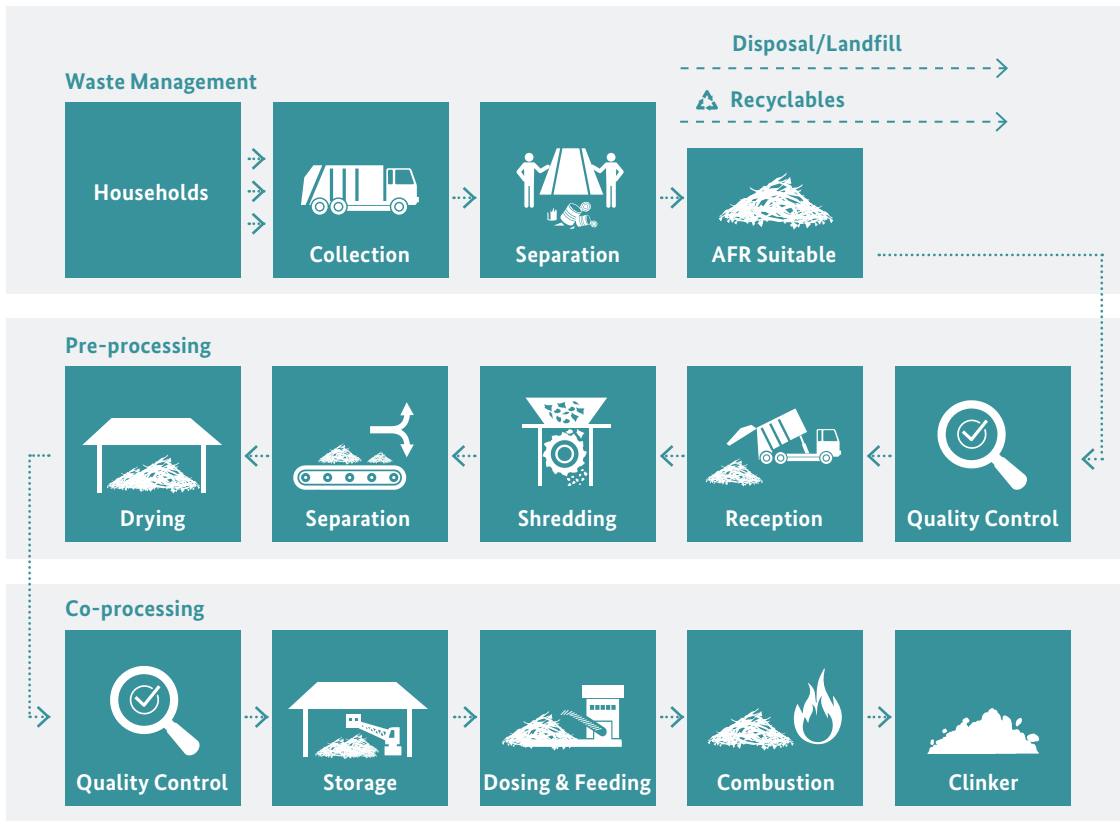 Disposal/Landfill
Waste Management
Recyclables
Households
Collection
Separation
AFR Suitable
Pre-processing
Drying
Separation
Shredding
Reception
Quality Control
Co-processing
Quality Control
Storage
Dosing & Feeding
Combustion
Clinker